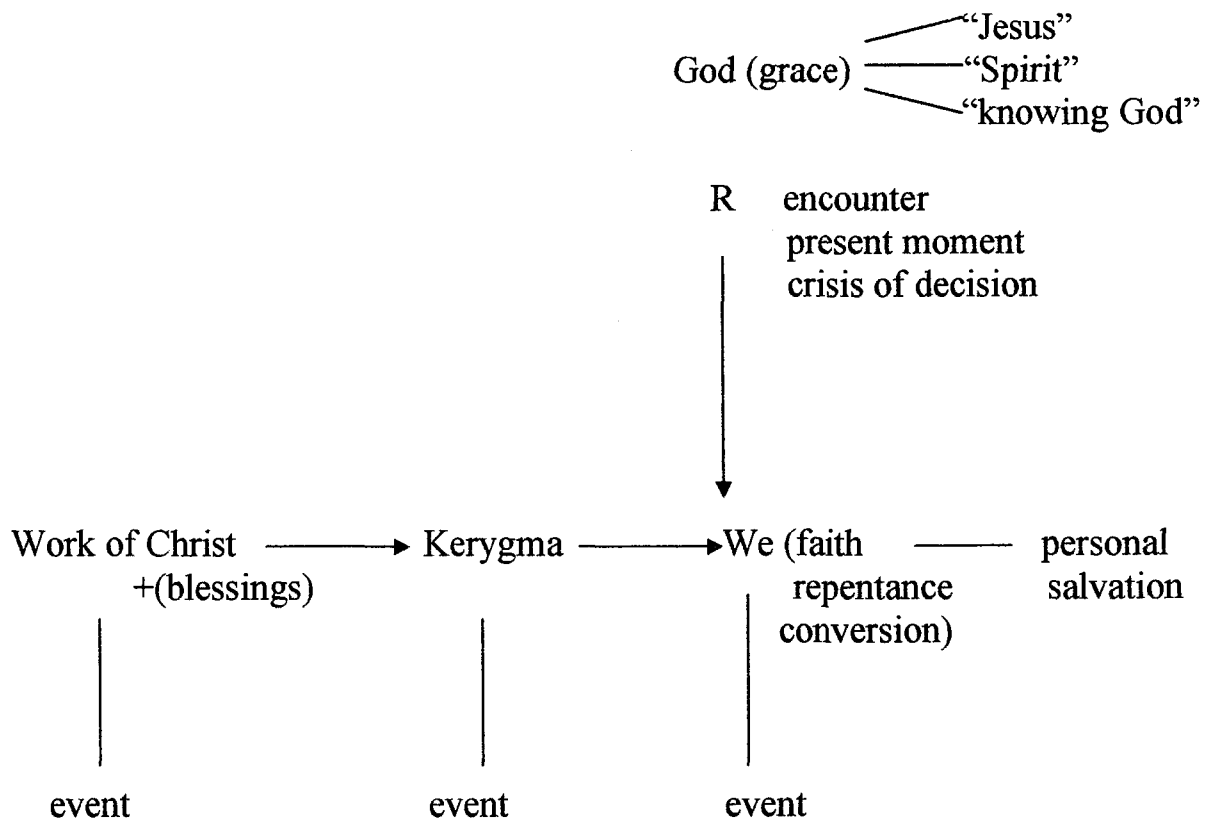 “Jesus”
God (grace) “Spirit”
“knowing God”
R encounter
present moment
crisis of decision
Work of Christ Kerygma We (faith personal
+(blessings) repentance salvation
conversion)
event event event